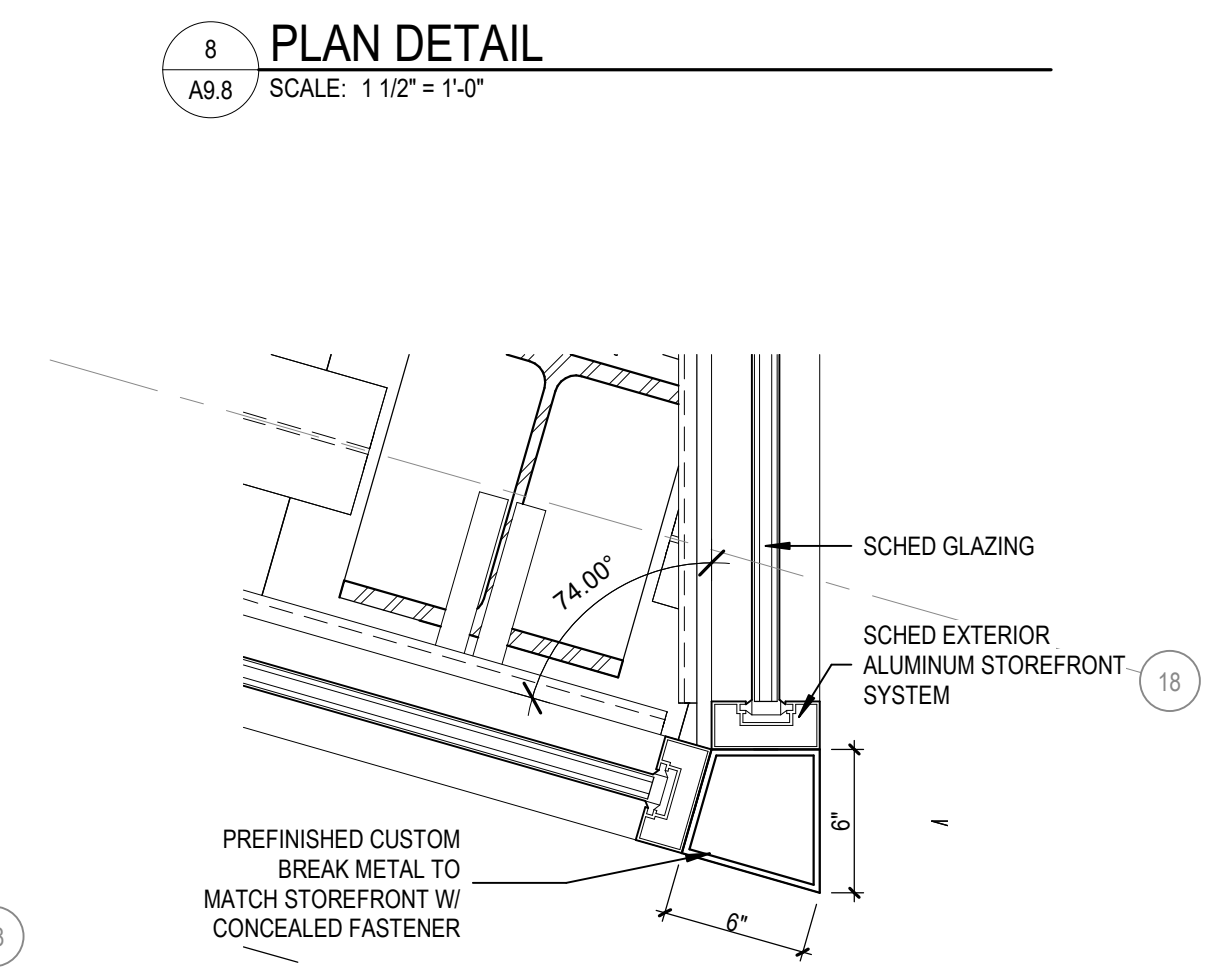 8
PLAN DETAIL
A9.8
SCALE: 1 1/2" = 1'-0"
SCHED GLAZING
74.00°
SCHED EXTERIOR
ALUMINUM STOREFRONT
SYSTEM
18
6"
PREFINISHED CUSTOM
BREAK METAL TO
MATCH STOREFRONT W/
CONCEALED FASTENER
6"